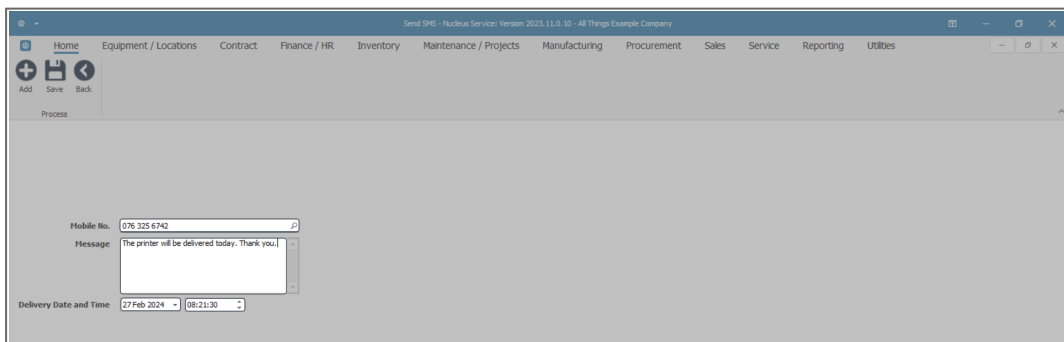 Send SMS - Nucleus Service: Version 2023.11.0.10 - All Things Example Company
Home Equipment / Locations Contract Finance / HR Inventory Maintenance / Projects Manufacturing Procurement Sales Service Reporting Utilities
Add Save Back
Process
Mobile No. 076 325 6742
Message The printer will be delivered today. Thank you.
Delivery Date and Time 27 Feb 2024 08:21:30